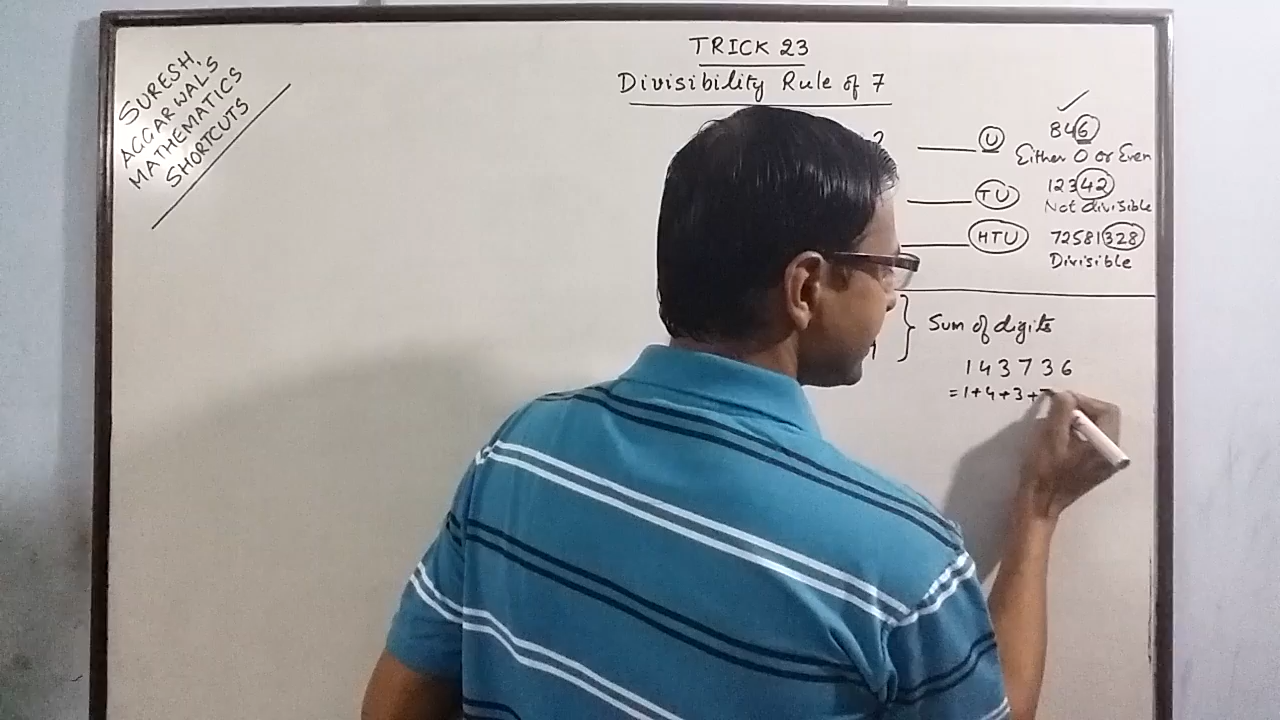 SURESH
AGGARWAL'S
MATHEMATICS
SHORTCUTS
TRICK 23
Divisibility Rule of 7
2 U 846
Either 0 or Even
TU 12342
Not divisible
HTU 72581328
Divisible
} Sum of digits
143736
=1+4+3+